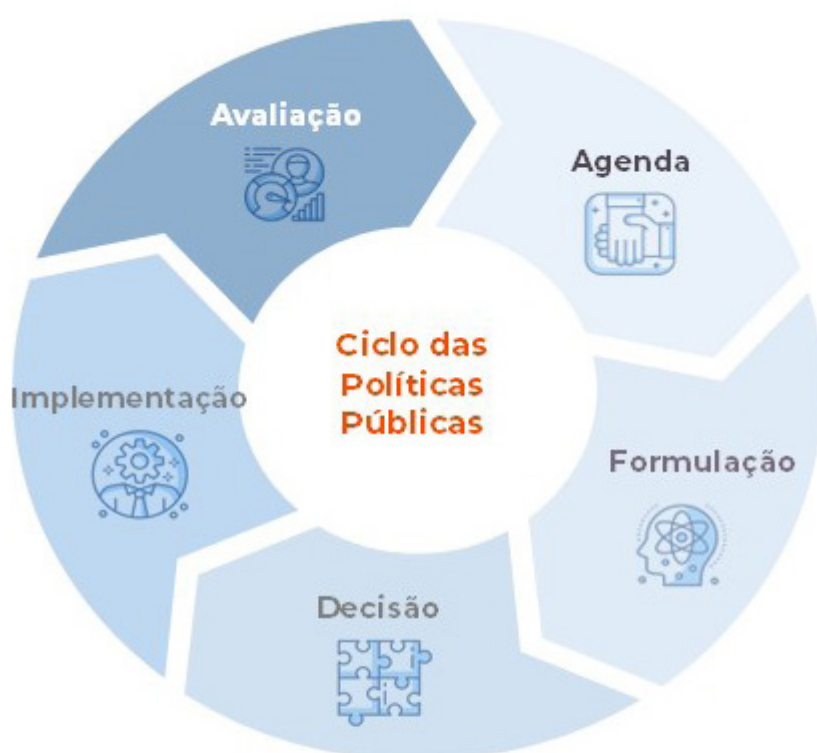 Avaliação
Agenda
Ciclo das
Políticas
Públicas
Implementação
Formulação
Decisão